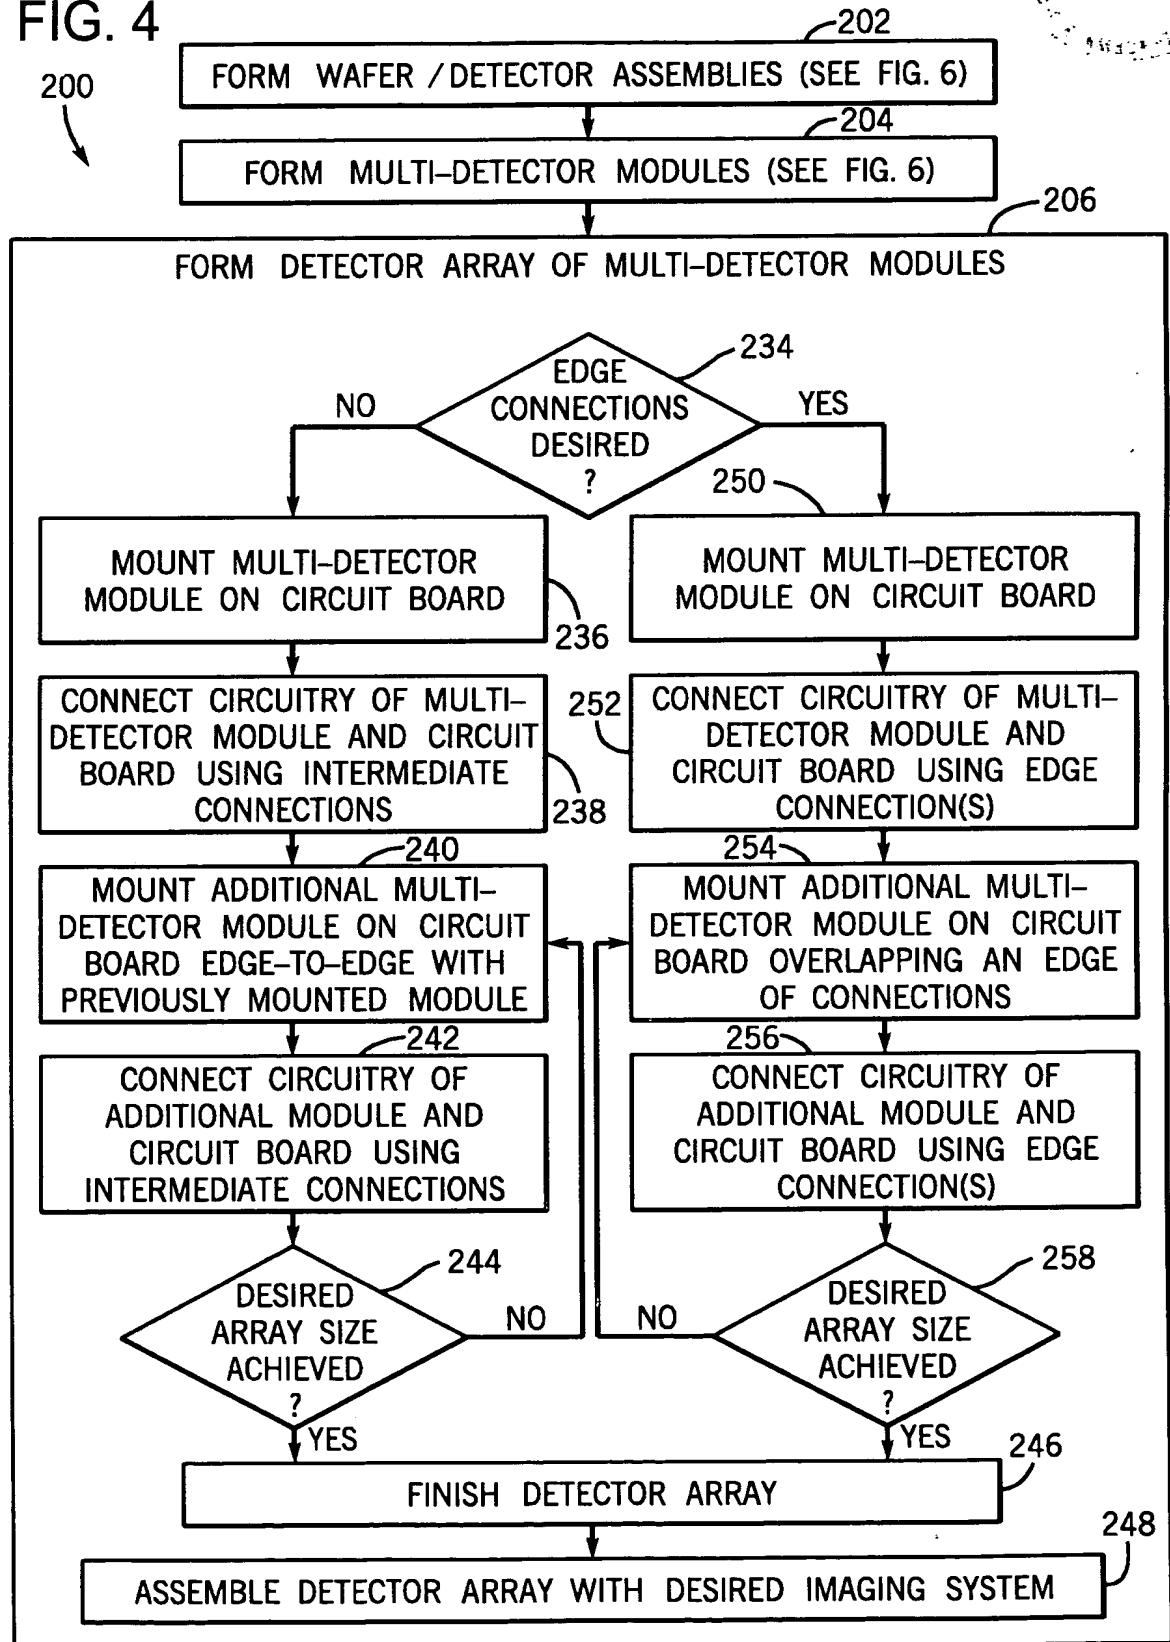 FIG. 4
200
202
FORM WAFER / DETECTOR ASSEMBLIES (SEE FIG. 6)
204
FORM MULTI-DETECTOR MODULES (SEE FIG. 6)
206
FORM DETECTOR ARRAY OF MULTI-DETECTOR MODULES
234
EDGE
CONNECTIONS
DESIRED
?
NO
YES
236
MOUNT MULTI-DETECTOR
MODULE ON CIRCUIT BOARD
250
MOUNT MULTI-DETECTOR
MODULE ON CIRCUIT BOARD
CONNECT CIRCUITRY OF MULTI-
DETECTOR MODULE AND CIRCUIT
BOARD USING INTERMEDIATE
CONNECTIONS
238
252
CONNECT CIRCUITRY OF MULTI-
DETECTOR MODULE AND
CIRCUIT BOARD USING EDGE
CONNECTION(S)
240
MOUNT ADDITIONAL MULTI-
DETECTOR MODULE ON CIRCUIT
BOARD EDGE-TO-EDGE WITH
PREVIOUSLY MOUNTED MODULE
254
MOUNT ADDITIONAL MULTI-
DETECTOR MODULE ON CIRCUIT
BOARD OVERLAPPING AN EDGE
OF CONNECTIONS
242
CONNECT CIRCUITRY OF
ADDITIONAL MODULE AND
CIRCUIT BOARD USING
INTERMEDIATE CONNECTIONS
256
CONNECT CIRCUITRY OF
ADDITIONAL MODULE AND
CIRCUIT BOARD USING EDGE
CONNECTION(S)
244
DESIRED
ARRAY SIZE
ACHIEVED
?
NO
YES
258
DESIRED
ARRAY SIZE
ACHIEVED
?
NO
YES
246
FINISH DETECTOR ARRAY
248
ASSEMBLE DETECTOR ARRAY WITH DESIRED IMAGING SYSTEM